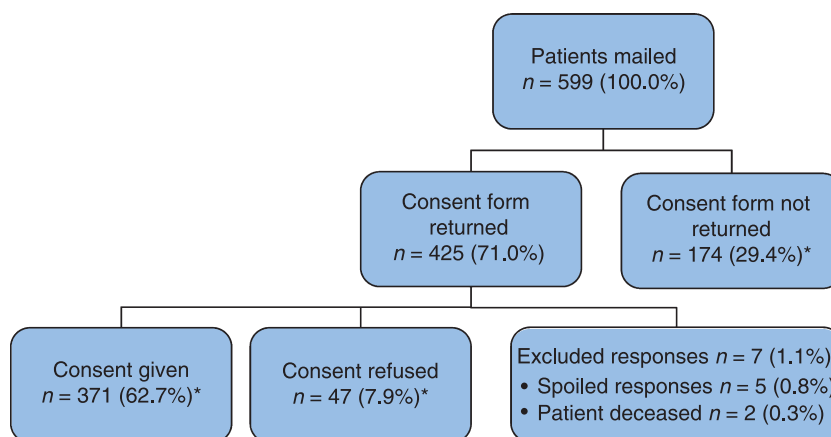 Patients mailed
n = 599 (100.0%)
Consent form
returned
n = 425 (71.0%)
Consent form not
returned
n = 174 (29.4%)*
Consent given
n = 371 (62.7%)*
Consent refused
n = 47 (7.9%)*
Excluded responses n = 7 (1.1%)
• Spoiled responses n = 5 (0.8%)
• Patient deceased n = 2 (0.3%)